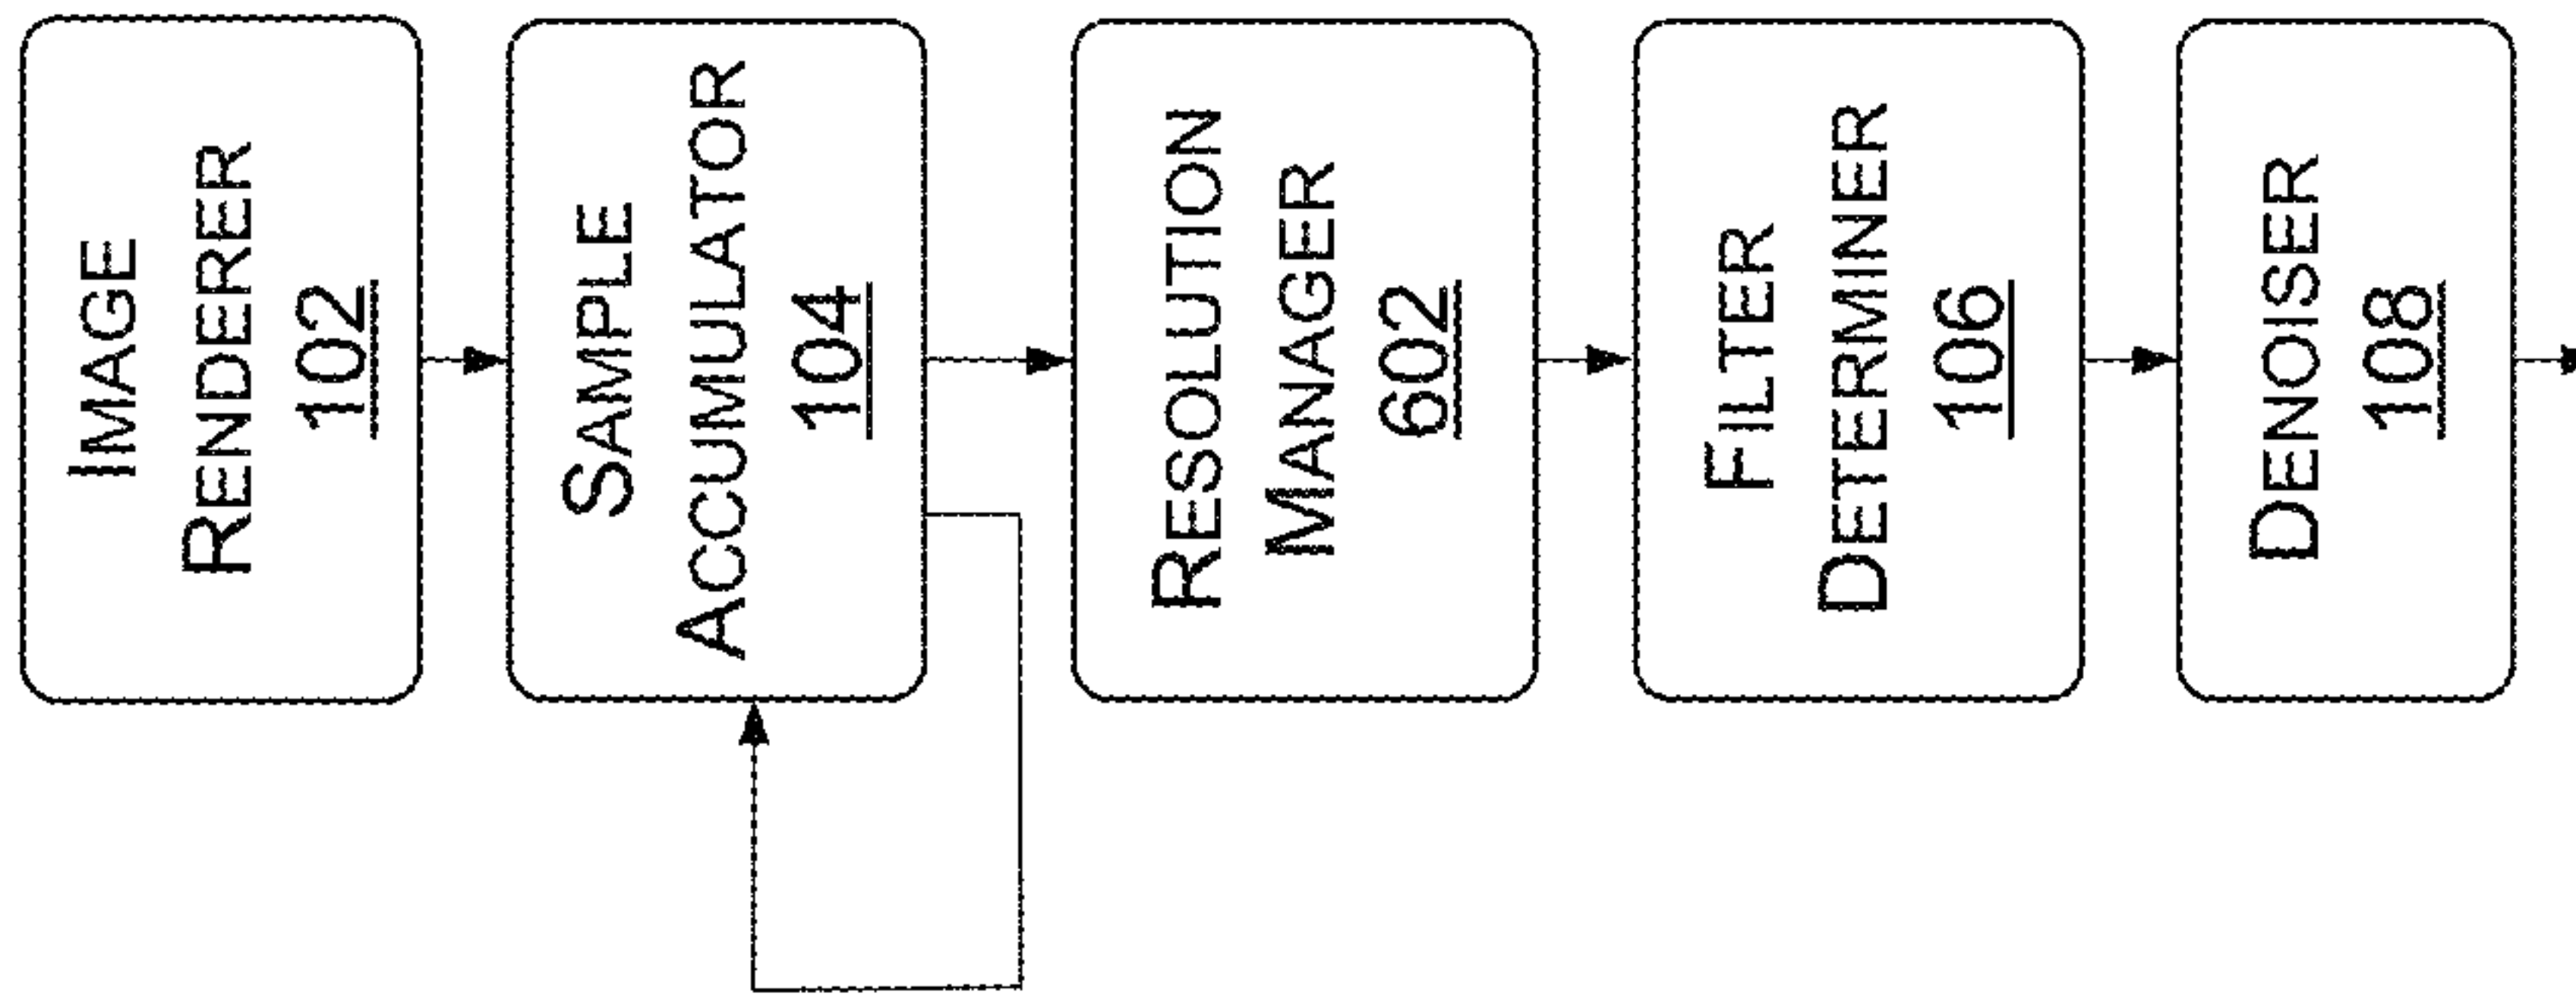 IMAGE
RENDERER
102
SAMPLE
ACCUMULATOR
104
RESOLUTION
MANAGER
602
FILTER
DETERMINER
106
DENOISER
108